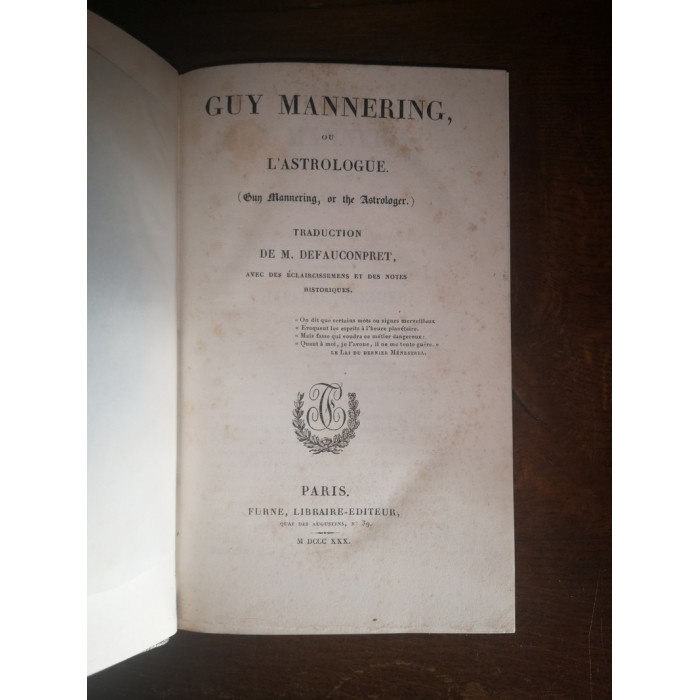 GUY MANNERING,
OU
L'ASTROLOGUE.
(Guy Mannering, or the Astrologer.)
TRADUCTION
DE M. DEFAUCONPRET,
AVEC DES ÉCLAIRCISSEMENS ET DES NOTES
HISTORIQUES.
« On dit que certains mots ou signes merveilleux
« Évoquent les esprits à l'heure planétaire.
« Mais fame qui voudra ce métier dangereux :
« Quant à moi, je l'avoue, il ne me tente guère. »
LE LAI DU DERNIER MÉNESTREL.
PARIS.
FURNE, LIBRAIRE-EDITEUR,
QUAI DES AUGUSTINS, N° 39.
M DCCC XXX.